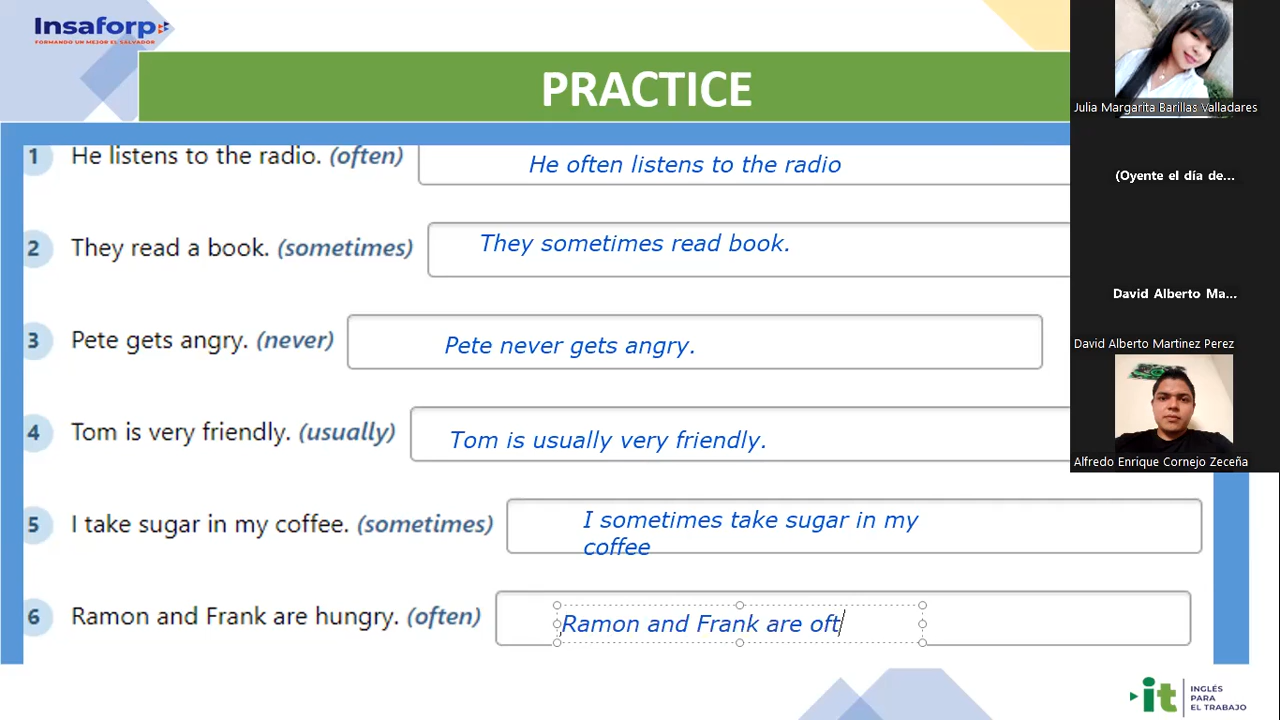 Insaforp
FORMANDO UN MEJOR EL SALVADOR
PRACTICE
1 He listens to the radio. (often) He often listens to the radio
2 They read a book. (sometimes) They sometimes read book.
3 Pete gets angry. (never) Pete never gets angry.
4 Tom is very friendly. (usually) Tom is usually very friendly.
5 I take sugar in my coffee. (sometimes) I sometimes take sugar in my
coffee
6 Ramon and Frank are hungry. (often) Ramon and Frank are oft
Julia Margarita Barillas Valladares
(Oyente el día de...
David Alberto Ma...
David Alberto Martinez Perez
Alfredo Enrique Cornejo Zeceña
it INGLÉS
PARA
EL TRABAJO